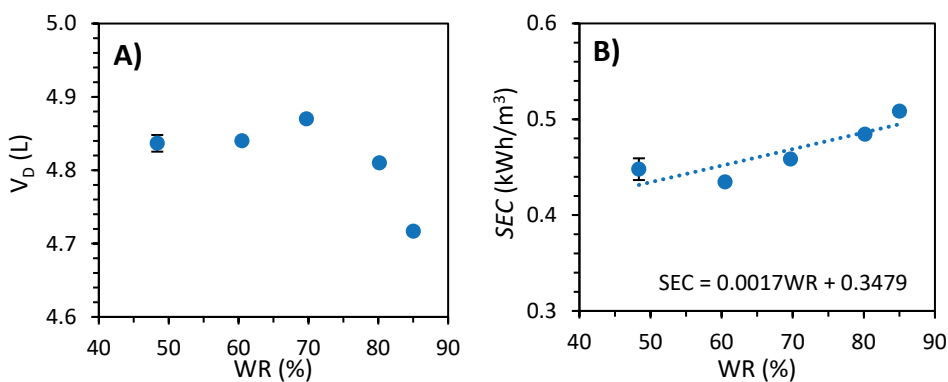 A)
V_D (L)
5.0
4.9
4.8
4.7
4.6
40 50 60 70 80 90
WR (%)
B)
SEC (kWh/m³)
0.6
0.5
0.4
0.3
SEC = 0.0017WR + 0.3479
40 50 60 70 80 90
WR (%)